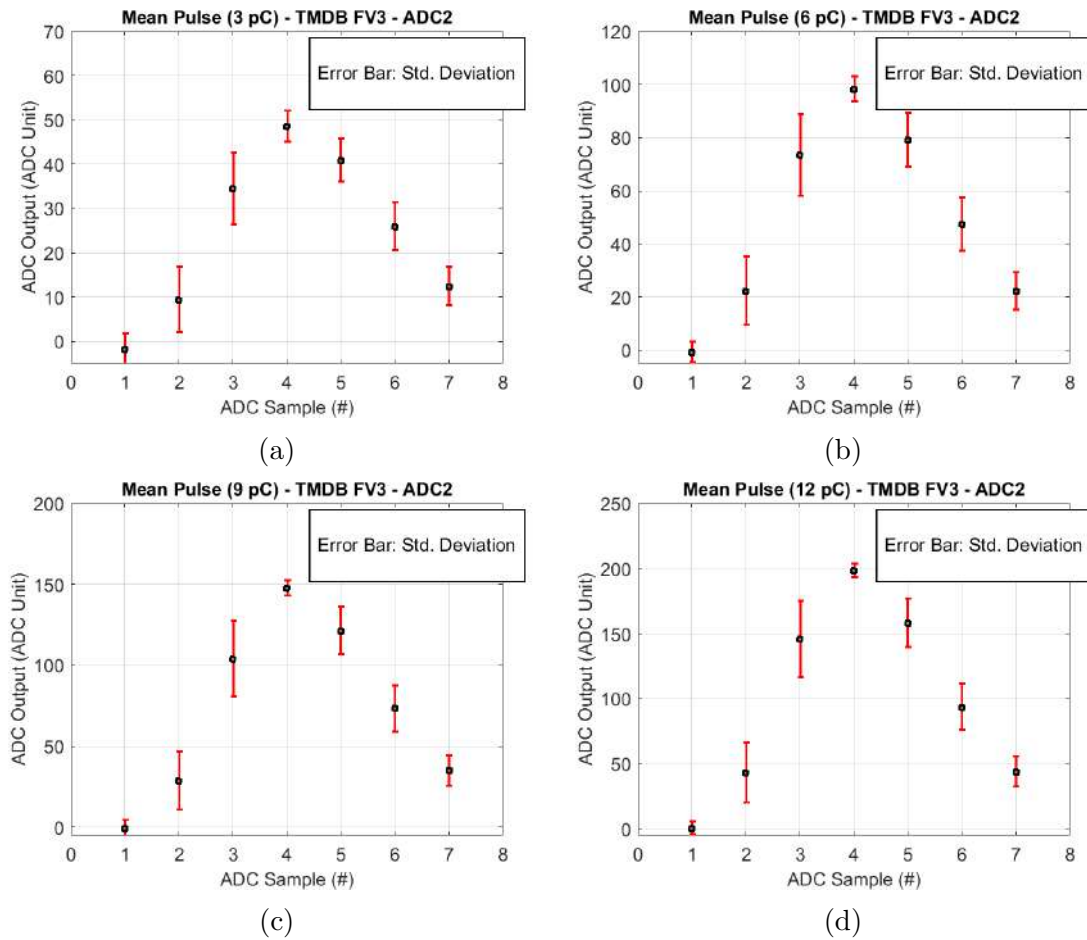 Mean Pulse (3 pC) - TMDB FV3 - ADC2
Error Bar: Std. Deviation
ADC Output (ADC Unit)
70
60
50
40
30
20
10
0
0 1 2 3 4 5 6 7 8
ADC Sample (#)
(a)
Mean Pulse (6 pC) - TMDB FV3 - ADC2
Error Bar: Std. Deviation
ADC Output (ADC Unit)
120
100
80
60
40
20
0
0 1 2 3 4 5 6 7 8
ADC Sample (#)
(b)
Mean Pulse (9 pC) - TMDB FV3 - ADC2
Error Bar: Std. Deviation
ADC Output (ADC Unit)
200
150
100
50
0
0 1 2 3 4 5 6 7 8
ADC Sample (#)
(c)
Mean Pulse (12 pC) - TMDB FV3 - ADC2
Error Bar: Std. Deviation
ADC Output (ADC Unit)
250
200
150
100
50
0
0 1 2 3 4 5 6 7 8
ADC Sample (#)
(d)